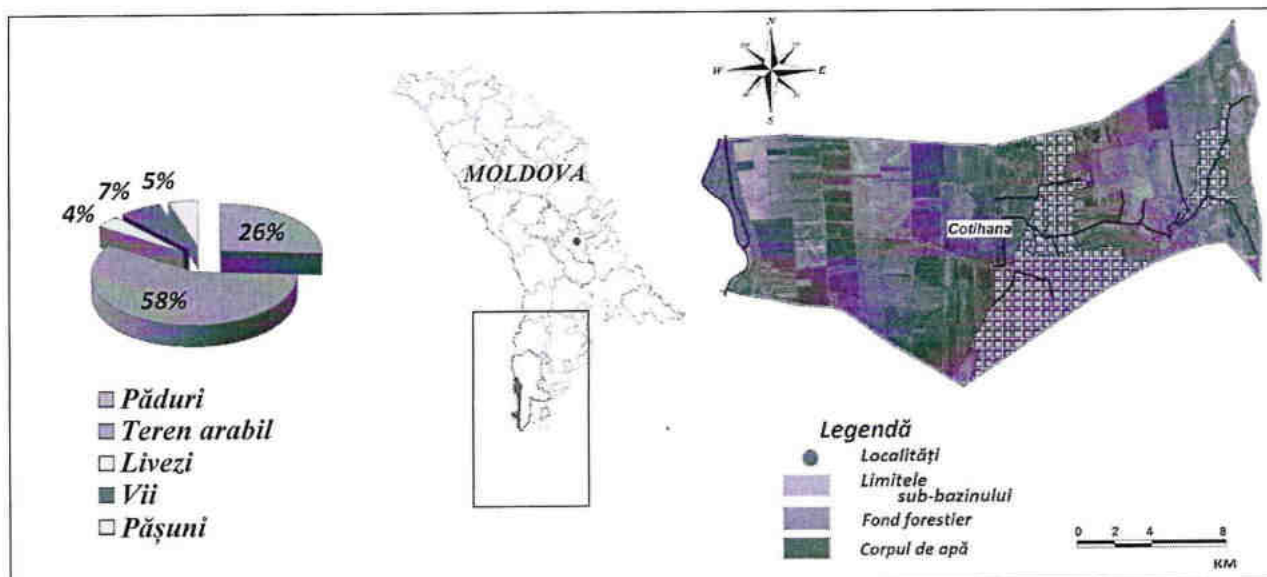 7%
5%
4%
26%
58%
Păduri
Teren arabil
Livezi
Vii
Pășuni
MOLDOVA
N
W
E
S
Cotihana
Legendă
Localități
Limitele
sub-bazinului
Fond forestier
Corpul de apă
0 2 4 8
KM